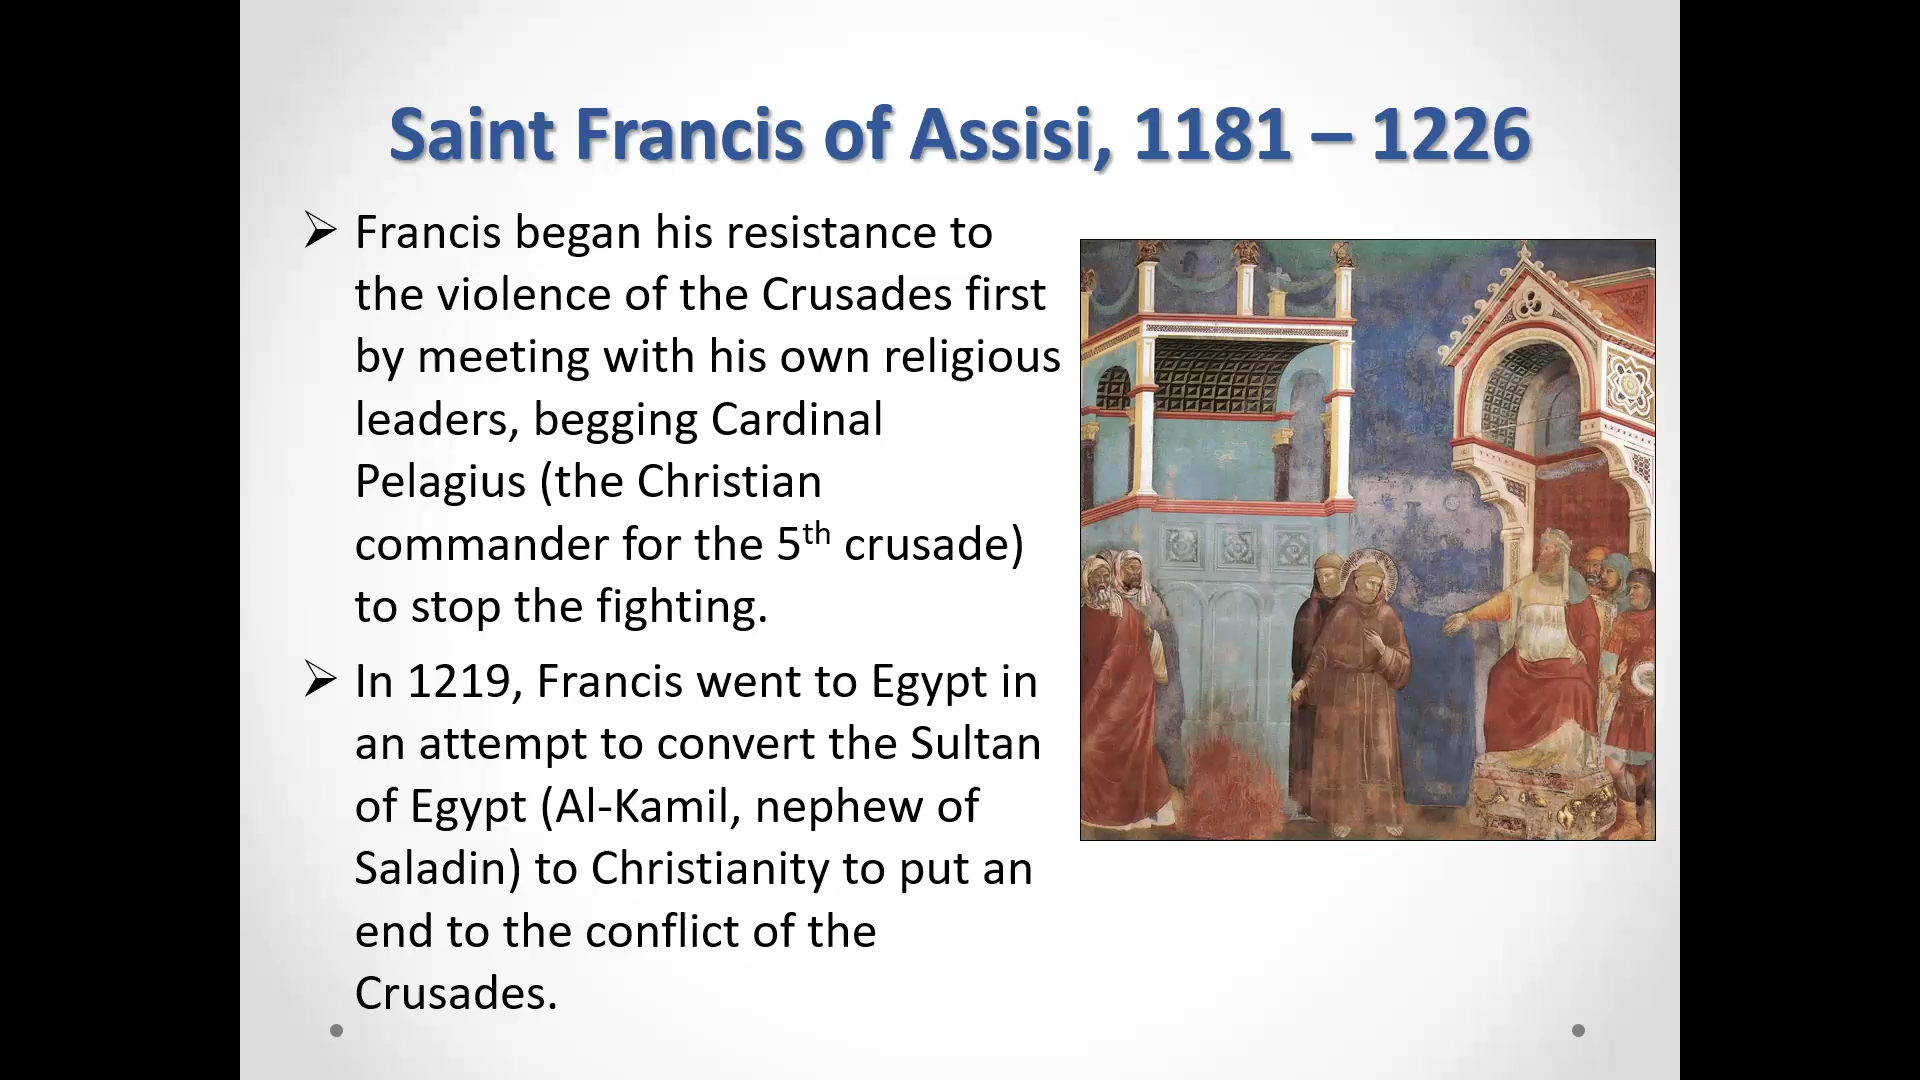 Saint Francis of Assisi, 1181 – 1226
➢ Francis began his resistance to
the violence of the Crusades first
by meeting with his own religious
leaders, begging Cardinal
Pelagius (the Christian
commander for the 5th crusade)
to stop the fighting.
➢ In 1219, Francis went to Egypt in
an attempt to convert the Sultan
of Egypt (Al-Kamil, nephew of
Saladin) to Christianity to put an
end to the conflict of the
Crusades.